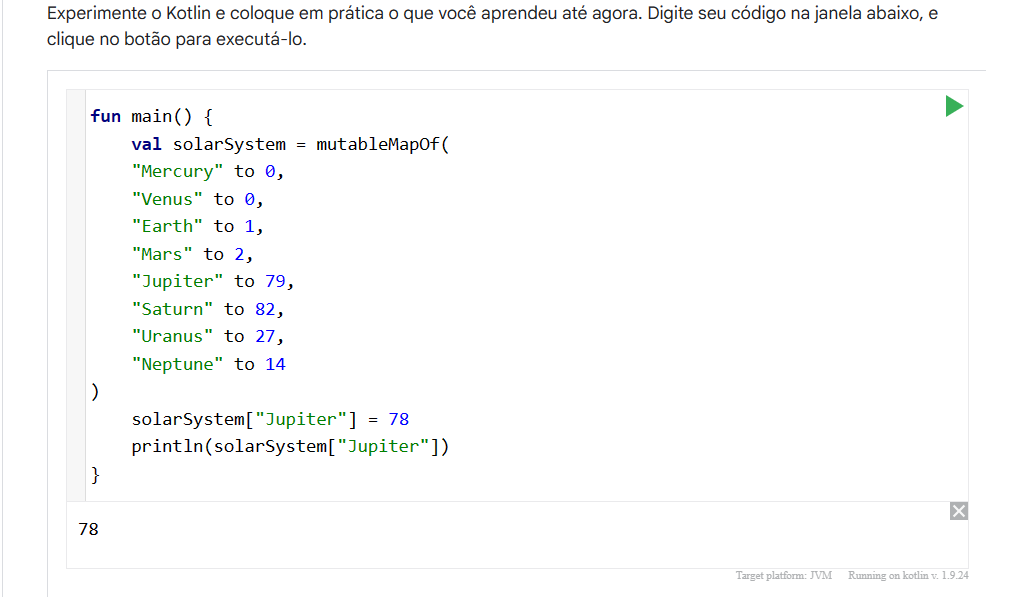 Experimente o Kotlin e coloque em prática o que você aprendeu até agora. Digite seu código na janela abaixo, e
clique no botão para executá-lo.
fun main() {
    val solarSystem = mutableMapOf(
    "Mercury" to 0,
    "Venus" to 0,
    "Earth" to 1,
    "Mars" to 2,
    "Jupiter" to 79,
    "Saturn" to 82,
    "Uranus" to 27,
    "Neptune" to 14
)
    solarSystem["Jupiter"] = 78
    println(solarSystem["Jupiter"])
}
78
Target platform: JVM Running on kotlin v. 1.9.24